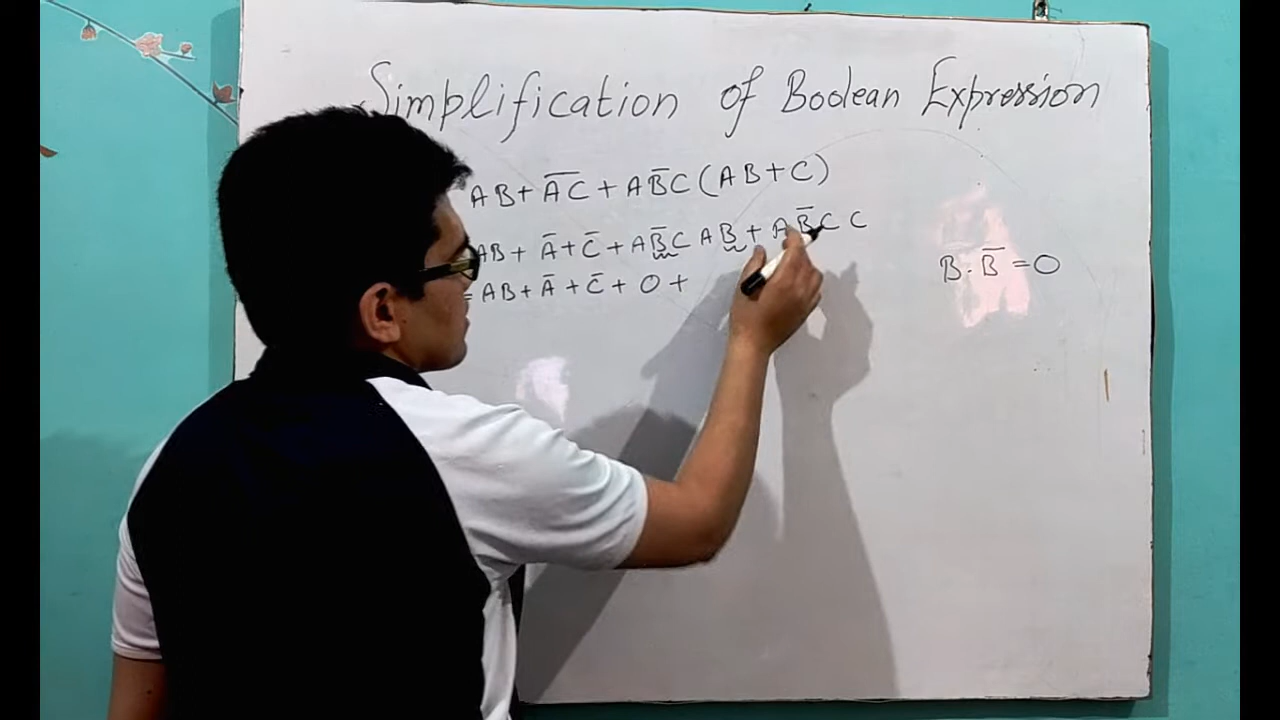 Simplification of Boolean Expression
AB + A̅C̅ + AB̅C (AB + C)
AB + A̅ + C̅ + AB̅C AB + AB̅C C
= AB + A̅ + C̅ + 0 +
B . B̅ = 0